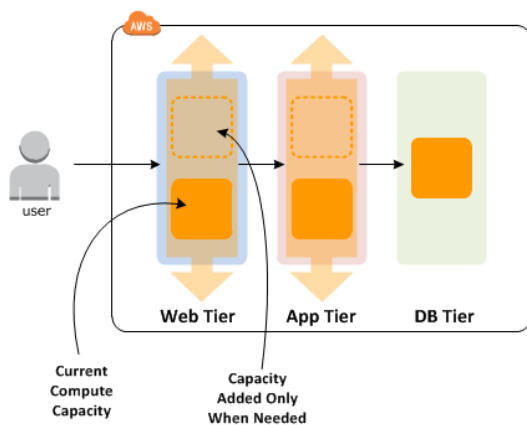 AWS
user
Web Tier
App Tier
DB Tier
Current
Compute
Capacity
Capacity
Added Only
When Needed